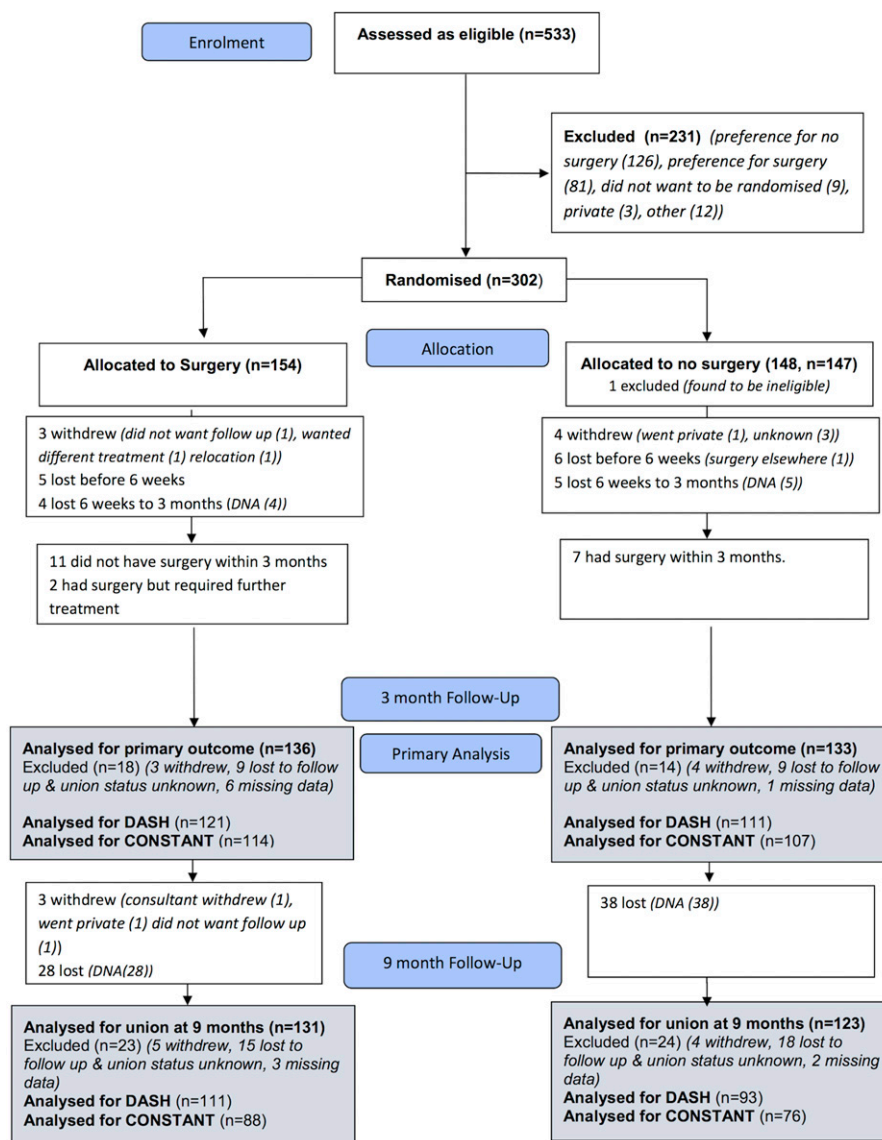 Enrolment
Assessed as eligible (n=533)
Excluded (n=231) (preference for no
surgery (126), preference for surgery
(81), did not want to be randomised (9),
private (3), other (12))
Randomised (n=302)
Allocation
Allocated to Surgery (n=154)
Allocated to no surgery (148, n=147)
1 excluded (found to be ineligible)
3 withdrew (did not want follow up (1), wanted
different treatment (1) relocation (1))
5 lost before 6 weeks
4 lost 6 weeks to 3 months (DNA (4))
4 withdrew (went private (1), unknown (3))
6 lost before 6 weeks (surgery elsewhere (1))
5 lost 6 weeks to 3 months (DNA (5))
11 did not have surgery within 3 months
2 had surgery but required further
treatment
7 had surgery within 3 months.
3 month Follow-Up
Primary Analysis
Analysed for primary outcome (n=136)
Excluded (n=18) (3 withdrew, 9 lost to follow
up & union status unknown, 6 missing data)
Analysed for DASH (n=121)
Analysed for CONSTANT (n=114)
Analysed for primary outcome (n=133)
Excluded (n=14) (4 withdrew, 9 lost to follow
up & union status unknown, 1 missing data)
Analysed for DASH (n=111)
Analysed for CONSTANT (n=107)
3 withdrew (consultant withdrew (1),
went private (1) did not want follow up
(1))
28 lost (DNA(28))
38 lost (DNA (38))
9 month Follow-Up
Analysed for union at 9 months (n=131)
Excluded (n=23) (5 withdrew, 15 lost to
follow up & union status unknown, 3 missing
data)
Analysed for DASH (n=111)
Analysed for CONSTANT (n=88)
Analysed for union at 9 months (n=123)
Excluded (n=24) (4 withdrew, 18 lost to
follow up & union status unknown, 2 missing
data)
Analysed for DASH (n=93)
Analysed for CONSTANT (n=76)